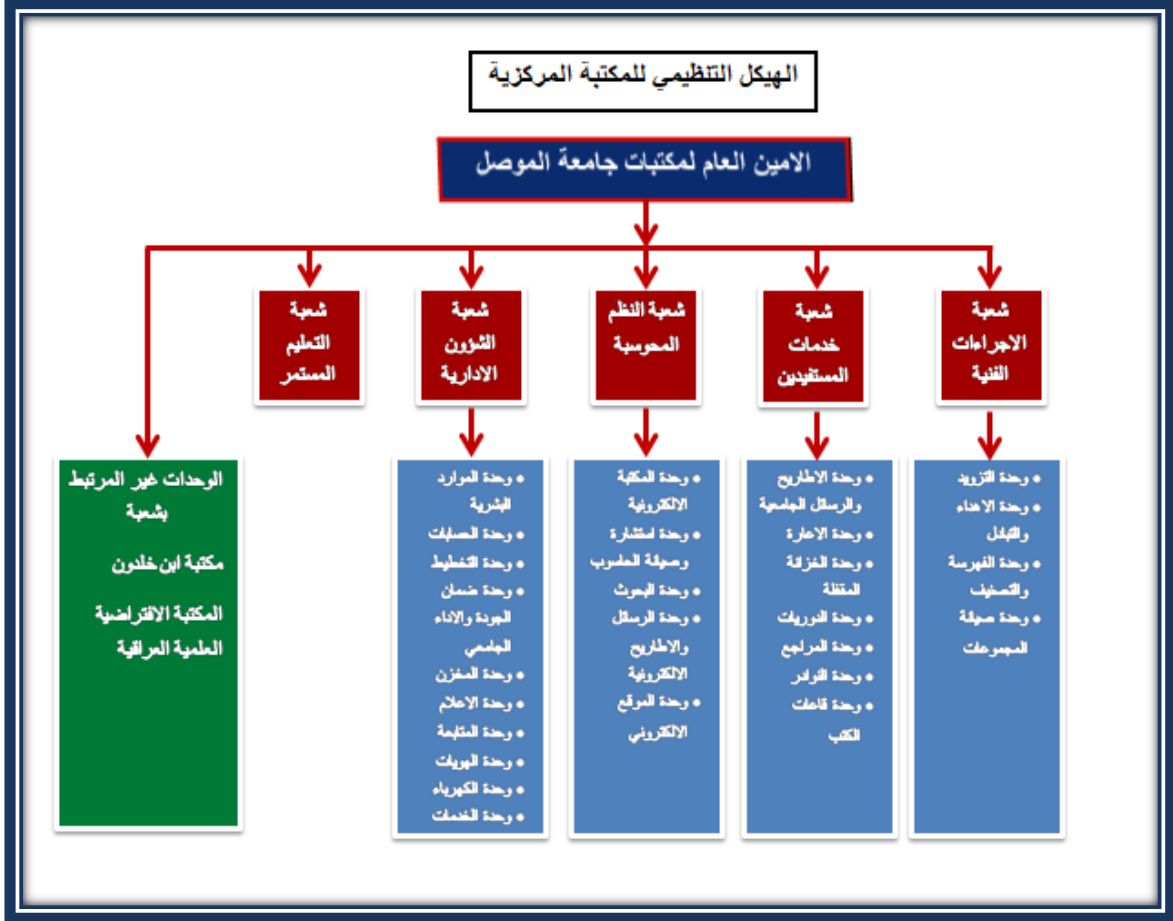 الهيكل التنظيمي للمكتبة المركزية
الامين العام لمكتبات جامعة الموصل
شعبة
الاجراءات
الفنية
شعبة
خدمات
المستفيدين
شعبة النظم
المحوسبة
شعبة
الشؤون
الادارية
شعبة
التعليم
المستمر
• وحدة التزويد
• وحدة الاهداء
والتبادل
• وحدة الفهرسة
والتصنيف
• وحدة صيانة
المجموعات
• وحدة الاطاريح
والرسائل الجامعية
• وحدة الاعارة
• وحدة الخزانة
المقفلة
• وحدة الدوريات
• وحدة المراجع
• وحدة النوادر
• وحدة قاعات
الكتب
• وحدة المكتبة
الالكترونية
• وحدة استشارة
وصيانة الحاسوب
• وحدة البحوث
• وحدة الرسائل
والاطاريح
الالكترونية
• وحدة الموقع
الالكتروني
• وحدة الموارد
البشرية
• وحدة الحسابات
• وحدة التخطيط
• وحدة ضمان
الجودة والاداء
الجامعي
• وحدة المخزن
• وحدة الاعلام
• وحدة المتابعة
• وحدة الهويات
• وحدة الكهرباء
• وحدة الخدمات
الوحدات غير المرتبط
بشعبة
مكتبة ابن خلدون
المكتبة الافتراضية
العلمية العراقية